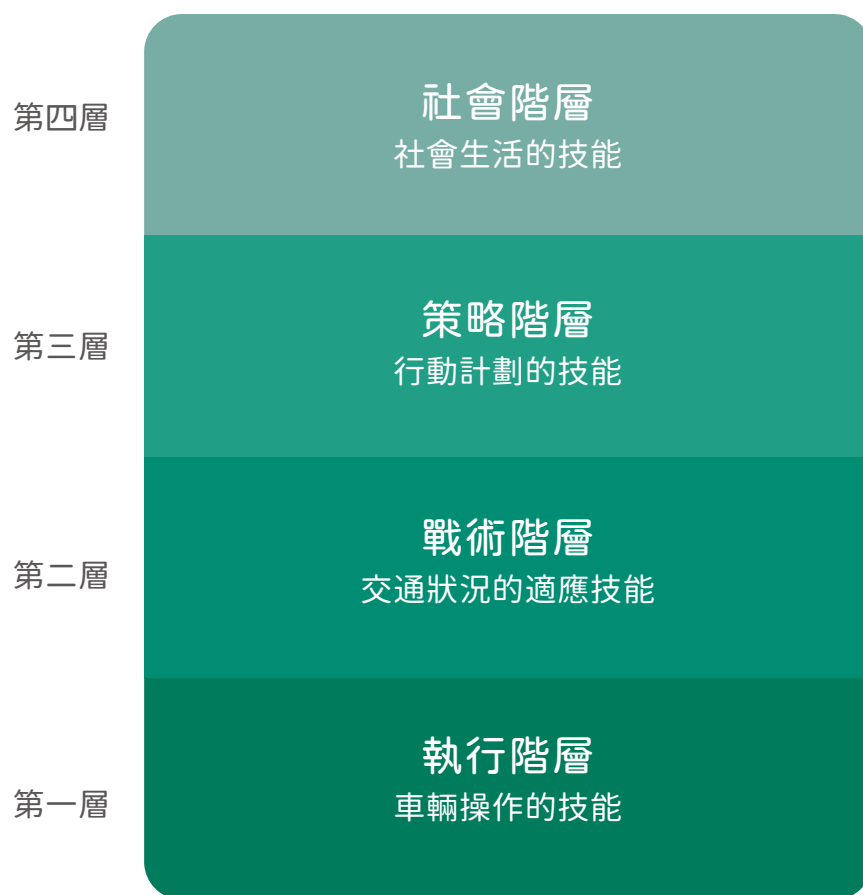 第四層
社會階層
社會生活的技能
第三層
策略階層
行動計劃的技能
第二層
戰術階層
交通狀況的適應技能
第一層
執行階層
車輛操作的技能